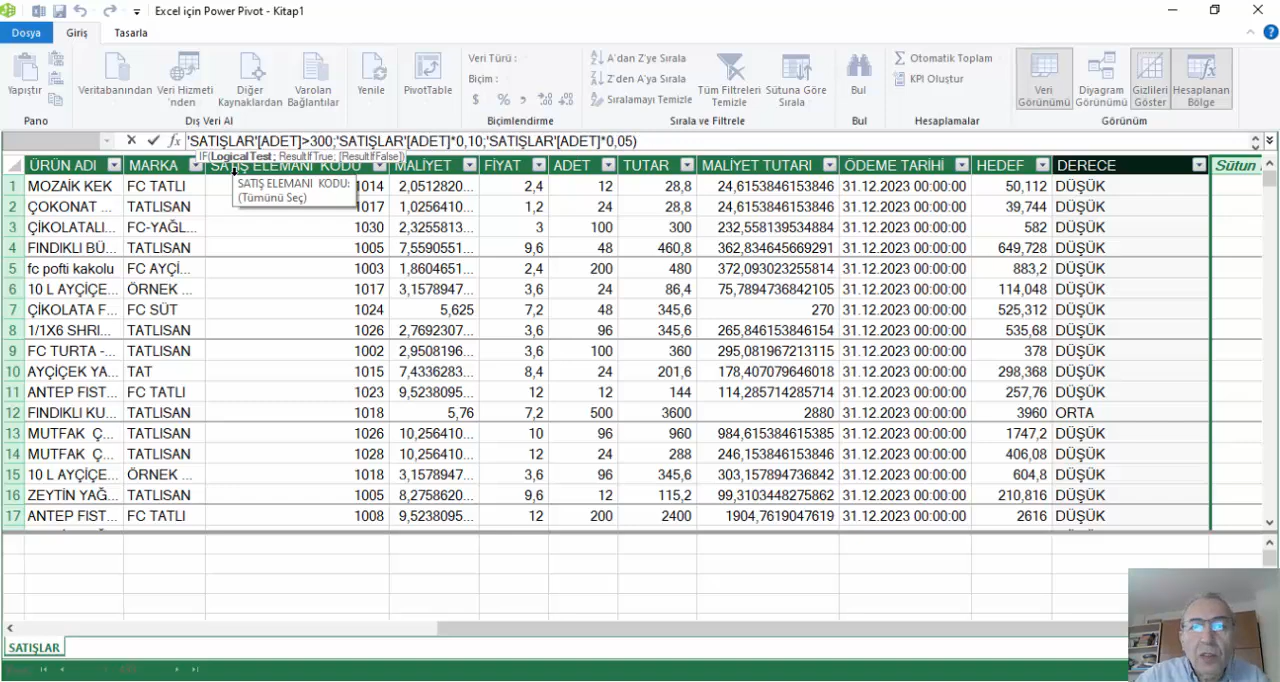 Excel için Power Pivot - Kitap1
Dosya Giriş Tasarla
Yapıştır
Pano
Veritabanından
Veri Hizmeti
'nden
Diğer
Kaynaklardan
Varolan
Bağlantılar
Dış Veri Al
Yenile
PivotTable
Veri Türü :
Biçim :
$ % ,
Biçimlendirme
A'dan Z'ye Sırala
Z'den A'ya Sırala
Sıralamayı Temizle
Tüm Filtreleri
Temizle
Sütuna Göre
Sırala
Sırala ve Filtrele
Bul
Bul
Otomatik Toplam
KPI Oluştur
Hesaplamalar
Veri
Görünümü
Diyagram
Görünümü
Gizlileri
Göster
Hesaplanan
Bölge
Görünüm
fx 'SATIŞLAR'[ADET]>300;'SATIŞLAR'[ADET]*0,10;'SATIŞLAR'[ADET]*0,05)
IF(LogicalTest; ResultIfTrue; [ResultIfFalse])
ÜRÜN ADI MARKA SATIŞ ELEMANI KODU MALİYET FİYAT ADET TUTAR MALİYET TUTARI ÖDEME TARİHİ HEDEF DERECE Sütun
SATIŞ ELEMANI KODU:
(Tümünü Seç)
1 MOZAİK KEK FC TATLI 1014 2,0512820... 2,4 12 28,8 24,6153846153846 31.12.2023 00:00:00 50,112 DÜŞÜK
2 ÇOKONAT ... TATLISAN 1017 1,0256410... 1,2 24 28,8 24,6153846153846 31.12.2023 00:00:00 39,744 DÜŞÜK
3 ÇİKOLATALI... FC-YAĞL... 1030 2,3255813... 3 100 300 232,558139534884 31.12.2023 00:00:00 582 DÜŞÜK
4 FINDIKLI BÜ... TATLISAN 1005 7,5590551... 9,6 48 460,8 362,834645669291 31.12.2023 00:00:00 649,728 DÜŞÜK
5 fc pofti kakolu FC AYÇİ... 1003 1,8604651... 2,4 200 480 372,093023255814 31.12.2023 00:00:00 883,2 DÜŞÜK
6 10 L AYÇİÇE... ÖRNEK ... 1017 3,1578947... 3,6 24 86,4 75,7894736842105 31.12.2023 00:00:00 114,048 DÜŞÜK
7 ÇİKOLATA F... FC SÜT 1024 5,625 7,2 48 345,6 270 31.12.2023 00:00:00 525,312 DÜŞÜK
8 1/1X6 SHRI... TATLISAN 1026 2,7692307... 3,6 96 345,6 265,846153846154 31.12.2023 00:00:00 535,68 DÜŞÜK
9 FC TURTA -... TATLISAN 1002 2,9508196... 3,6 100 360 295,081967213115 31.12.2023 00:00:00 378 DÜŞÜK
10 AYÇİÇEK YA... TAT 1015 7,4336283... 8,4 24 201,6 178,407079646018 31.12.2023 00:00:00 298,368 DÜŞÜK
11 ANTEP FIST... FC TATLI 1023 9,5238095... 12 12 144 114,285714285714 31.12.2023 00:00:00 257,76 DÜŞÜK
12 FINDIKLI KU... TATLISAN 1018 5,76 7,2 500 3600 2880 31.12.2023 00:00:00 3960 ORTA
13 MUTFAK Ç... TATLISAN 1026 10,256410... 10 96 960 984,615384615385 31.12.2023 00:00:00 1747,2 DÜŞÜK
14 MUTFAK Ç... TATLISAN 1028 10,256410... 12 24 288 246,153846153846 31.12.2023 00:00:00 406,08 DÜŞÜK
15 10 L AYÇİÇE... ÖRNEK ... 1018 3,1578947... 3,6 96 345,6 303,157894736842 31.12.2023 00:00:00 604,8 DÜŞÜK
16 ZEYTİN YAĞ... TATLISAN 1005 8,2758620... 9,6 12 115,2 99,3103448275862 31.12.2023 00:00:00 210,816 DÜŞÜK
17 ANTEP FIST... FC TATLI 1008 9,5238095... 12 200 2400 1904,7619047619 31.12.2023 00:00:00 2616 DÜŞÜK
SATIŞLAR